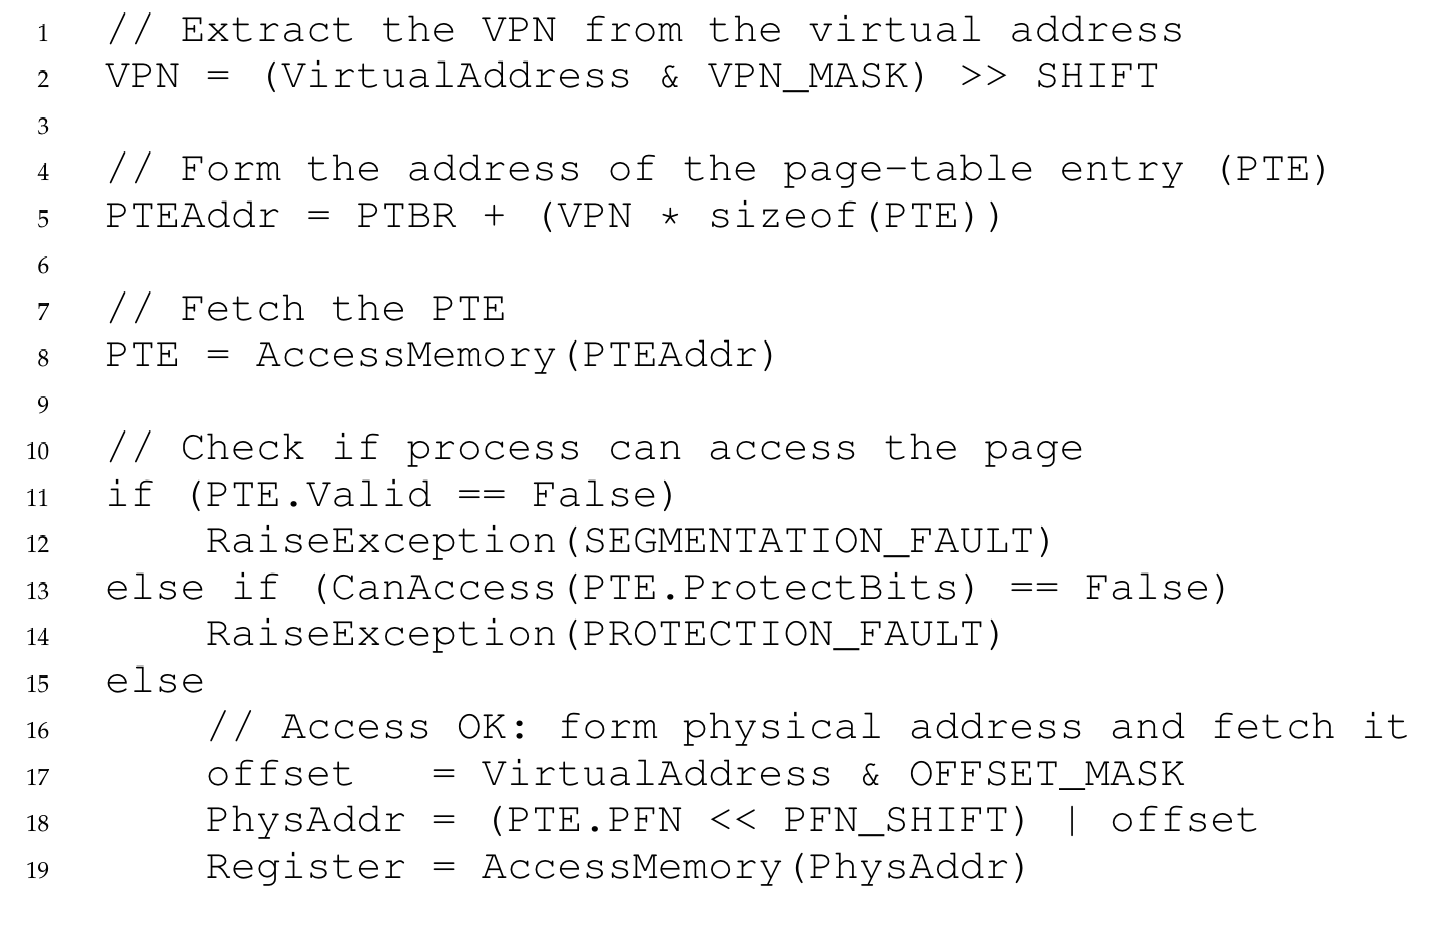 1 // Extract the VPN from the virtual address
2 VPN = (VirtualAddress & VPN_MASK) >> SHIFT
3
4 // Form the address of the page-table entry (PTE)
5 PTEAddr = PTBR + (VPN * sizeof(PTE))
6
7 // Fetch the PTE
8 PTE = AccessMemory(PTEAddr)
9
10 // Check if process can access the page
11 if (PTE.Valid == False)
12     RaiseException(SEGMENTATION_FAULT)
13 else if (CanAccess(PTE.ProtectBits) == False)
14     RaiseException(PROTECTION_FAULT)
15 else
16     // Access OK: form physical address and fetch it
17     offset   = VirtualAddress & OFFSET_MASK
18     PhysAddr = (PTE.PFN << PFN_SHIFT) | offset
19     Register = AccessMemory(PhysAddr)